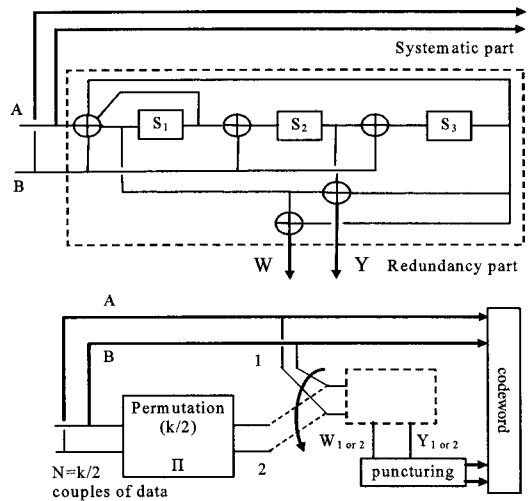 Systematic part
A
S1
S2
S3
B
W
Y
Redundancy part
A
B
1
Permutation
(k/2)
Π
2
W1 or 2
Y1 or 2
puncturing
codeword
N=k/2
couples of data